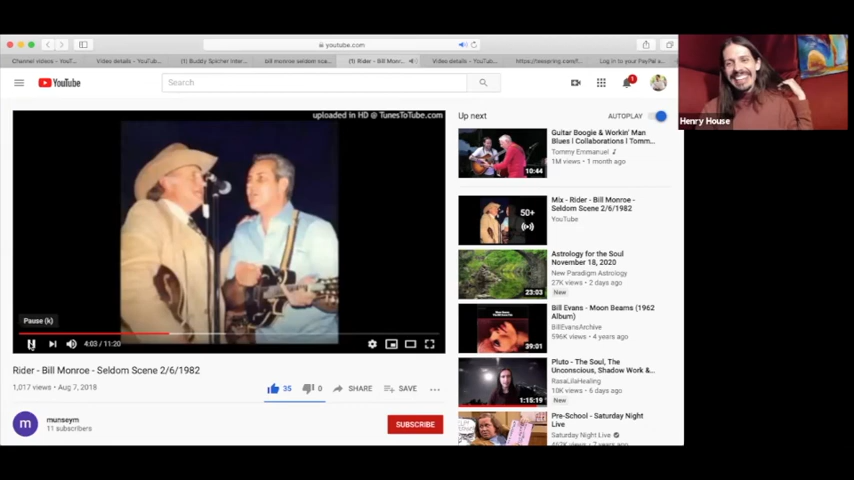 youtube.com
Channel videos - YouT...
Video details - YouTub...
(1) Buddy Spicher Inter...
bill monroe seldom sce...
(1) Rider - Bill Monr...
Video details - YouTub...
https://teespring.com/f...
Log in to your PayPal a...
YouTube
Search
1
Henry House
uploaded in HD @ TunesToTube.com
Pause (k)
4:03 / 11:20
Rider - Bill Monroe - Seldom Scene 2/6/1982
1,017 views • Aug 7, 2018
35
0
SHARE
SAVE
m
munseym
11 subscribers
SUBSCRIBE
Up next
AUTOPLAY
10:44
Guitar Boogie & Workin' Man
Blues l Collaborations l Tomm...
Tommy Emmanuel
1M views • 1 month ago
50+
Mix - Rider - Bill Monroe -
Seldom Scene 2/6/1982
YouTube
23:03
Astrology for the Soul
November 18, 2020
New Paradigm Astrology
27K views • 2 days ago
New
39:01
Bill Evans - Moon Beams (1962
Album)
BillEvansArchive
596K views • 4 years ago
1:15:19
Pluto - The Soul, The
Unconscious, Shadow Work &...
RasaLilaHealing
10K views • 6 days ago
New
Pre-School - Saturday Night
Live
Saturday Night Live